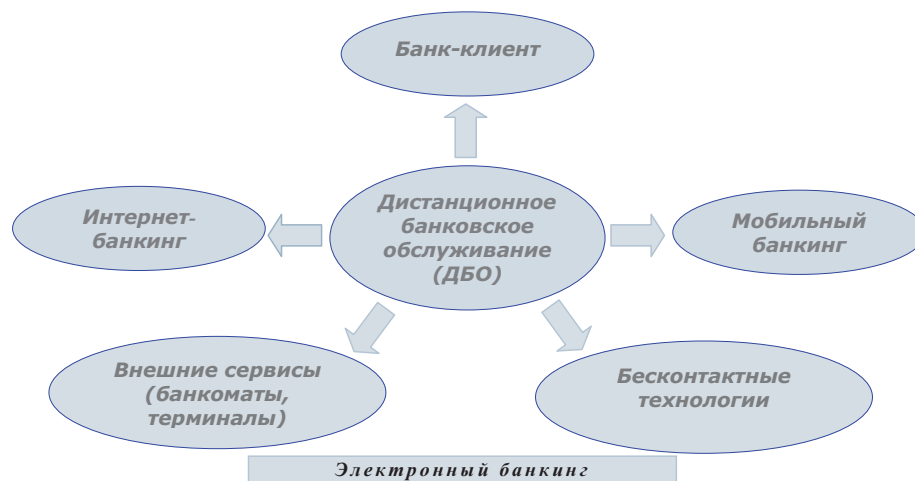 Банк-клиент
Интернет-
банкинг
Дистанционное
банковское
обслуживание
(ДБО)
Мобильный
банкинг
Внешние сервисы
(банкоматы,
терминалы)
Бесконтактные
технологии
Электронный банкинг